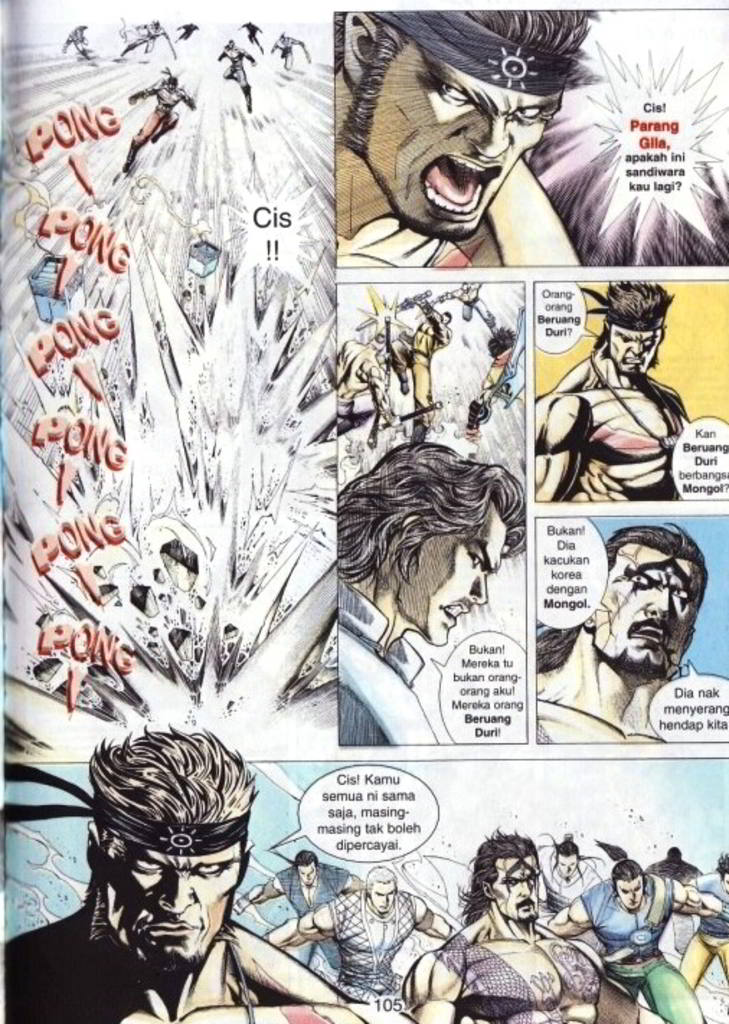 PONG
!
PONG
!
PONG
!
PONG
!
PONG
!
PONG
!
Cis
!!
Cis!
Parang
Gila,
apakah ini
sandiwara
kau lagi?
Bukan!
Mereka tu
bukan orang-
orang aku!
Mereka orang
Beruang
Duri!
Orang-
orang
Beruang
Duri?
Kan
Beruang
Duri
berbangsa
Mongol?
Bukan!
Dia
kacukan
korea
dengan
Mongol.
Dia nak
menyerang
hendap kita
Cis! Kamu
semua ni sama
saja, masing-
masing tak boleh
dipercayai.
105